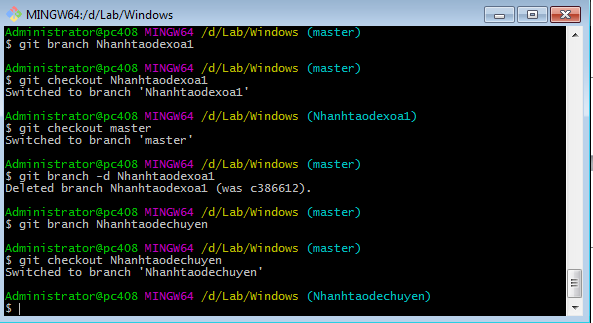 MINGW64:/d/Lab/Windows
Administrator@pc408 MINGW64 /d/Lab/Windows (master)
$ git branch Nhanhtaodexoa1
Administrator@pc408 MINGW64 /d/Lab/Windows (master)
$ git checkout Nhanhtaodexoa1
Switched to branch 'Nhanhtaodexoa1'
Administrator@pc408 MINGW64 /d/Lab/Windows (Nhanhtaodexoa1)
$ git checkout master
Switched to branch 'master'
Administrator@pc408 MINGW64 /d/Lab/Windows (master)
$ git branch -d Nhanhtaodexoa1
Deleted branch Nhanhtaodexoa1 (was c386612).
Administrator@pc408 MINGW64 /d/Lab/Windows (master)
$ git branch Nhanhtaodechuyen
Administrator@pc408 MINGW64 /d/Lab/Windows (master)
$ git checkout Nhanhtaodechuyen
Switched to branch 'Nhanhtaodechuyen'
Administrator@pc408 MINGW64 /d/Lab/Windows (Nhanhtaodechuyen)
$